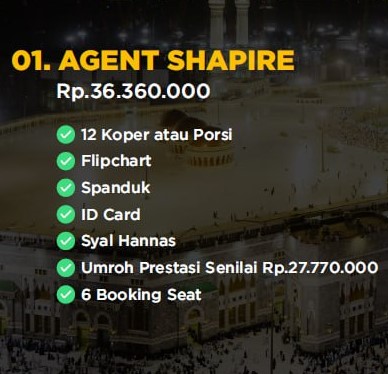 01. AGENT SHAPIRE
Rp.36.360.000
12 Koper atau Porsi
Flipchart
Spanduk
ID Card
Syal Hannas
Umroh Prestasi Senilai Rp.27.770.000
6 Booking Seat